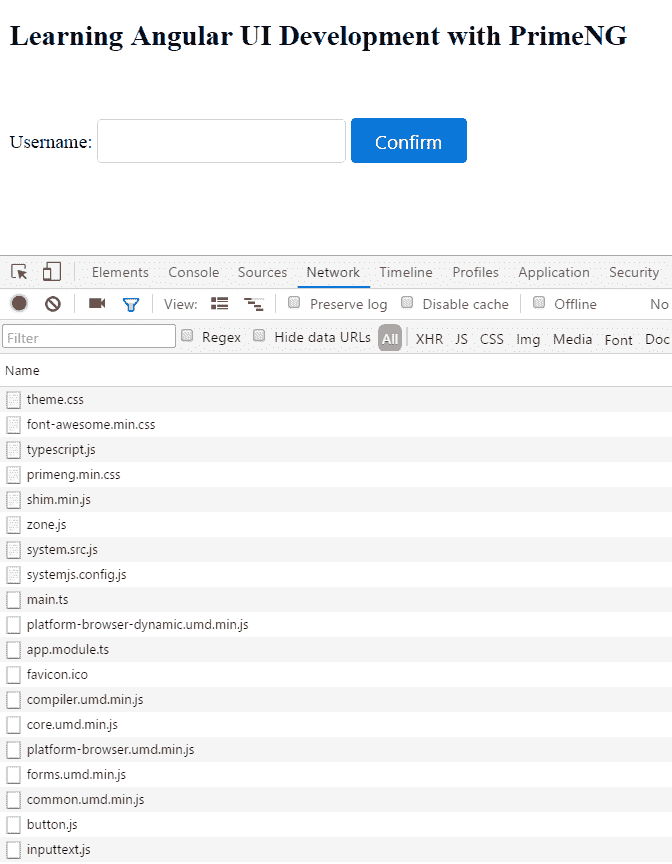 Learning Angular UI Development with PrimeNG
Username: Confirm
Elements Console Sources Network Timeline Profiles Application Security
View: Preserve log Disable cache Offline No
Filter Regex Hide data URLs All XHR JS CSS Img Media Font Doc
Name
theme.css
font-awesome.min.css
typescript.js
primeng.min.css
shim.min.js
zone.js
system.src.js
systemjs.config.js
main.ts
platform-browser-dynamic.umd.min.js
app.module.ts
favicon.ico
compiler.umd.min.js
core.umd.min.js
platform-browser.umd.min.js
forms.umd.min.js
common.umd.min.js
button.js
inputtext.js